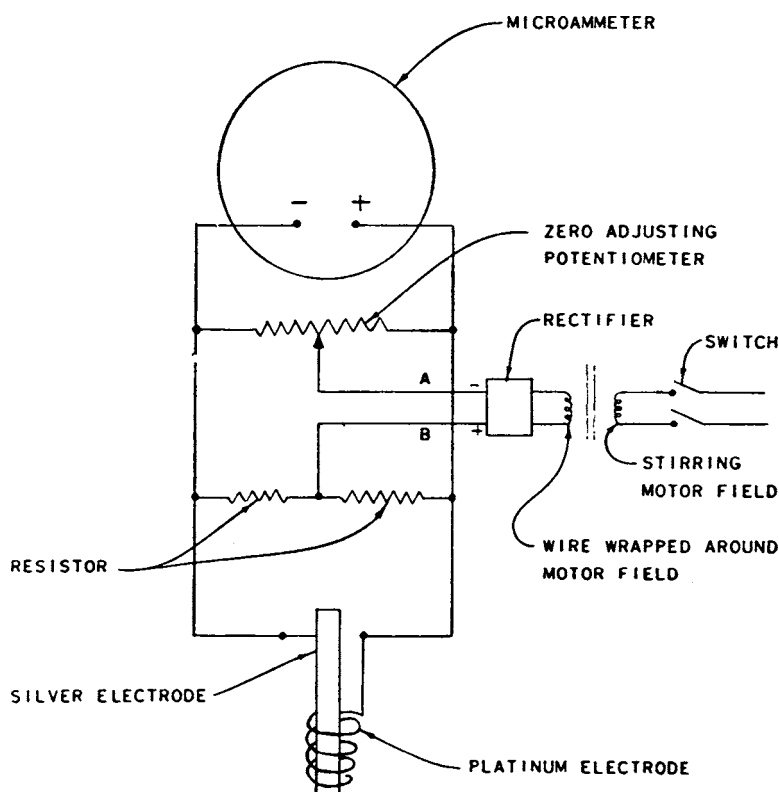 MICROAMMETER
- +
ZERO ADJUSTING
POTENTIOMETER
RECTIFIER
SWITCH
A -
B +
STIRRING
MOTOR FIELD
WIRE WRAPPED AROUND
MOTOR FIELD
RESISTOR
SILVER ELECTRODE
PLATINUM ELECTRODE